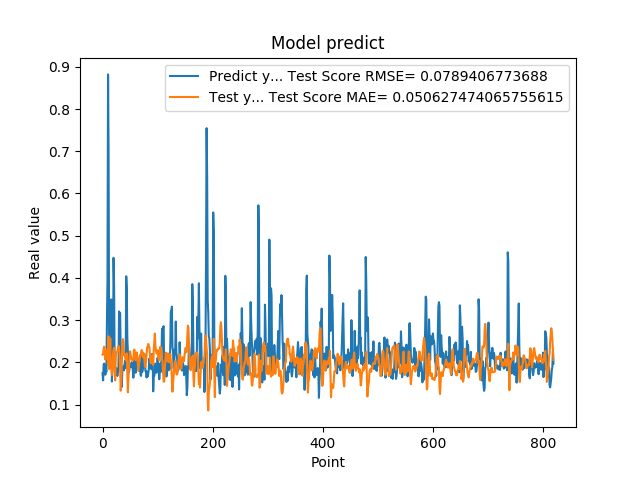 Model predict
Predict y... Test Score RMSE= 0.0789406773688
Test y... Test Score MAE= 0.050627474065755615
Real value
0.9
0.8
0.7
0.6
0.5
0.4
0.3
0.2
0.1
0 200 400 600 800
Point